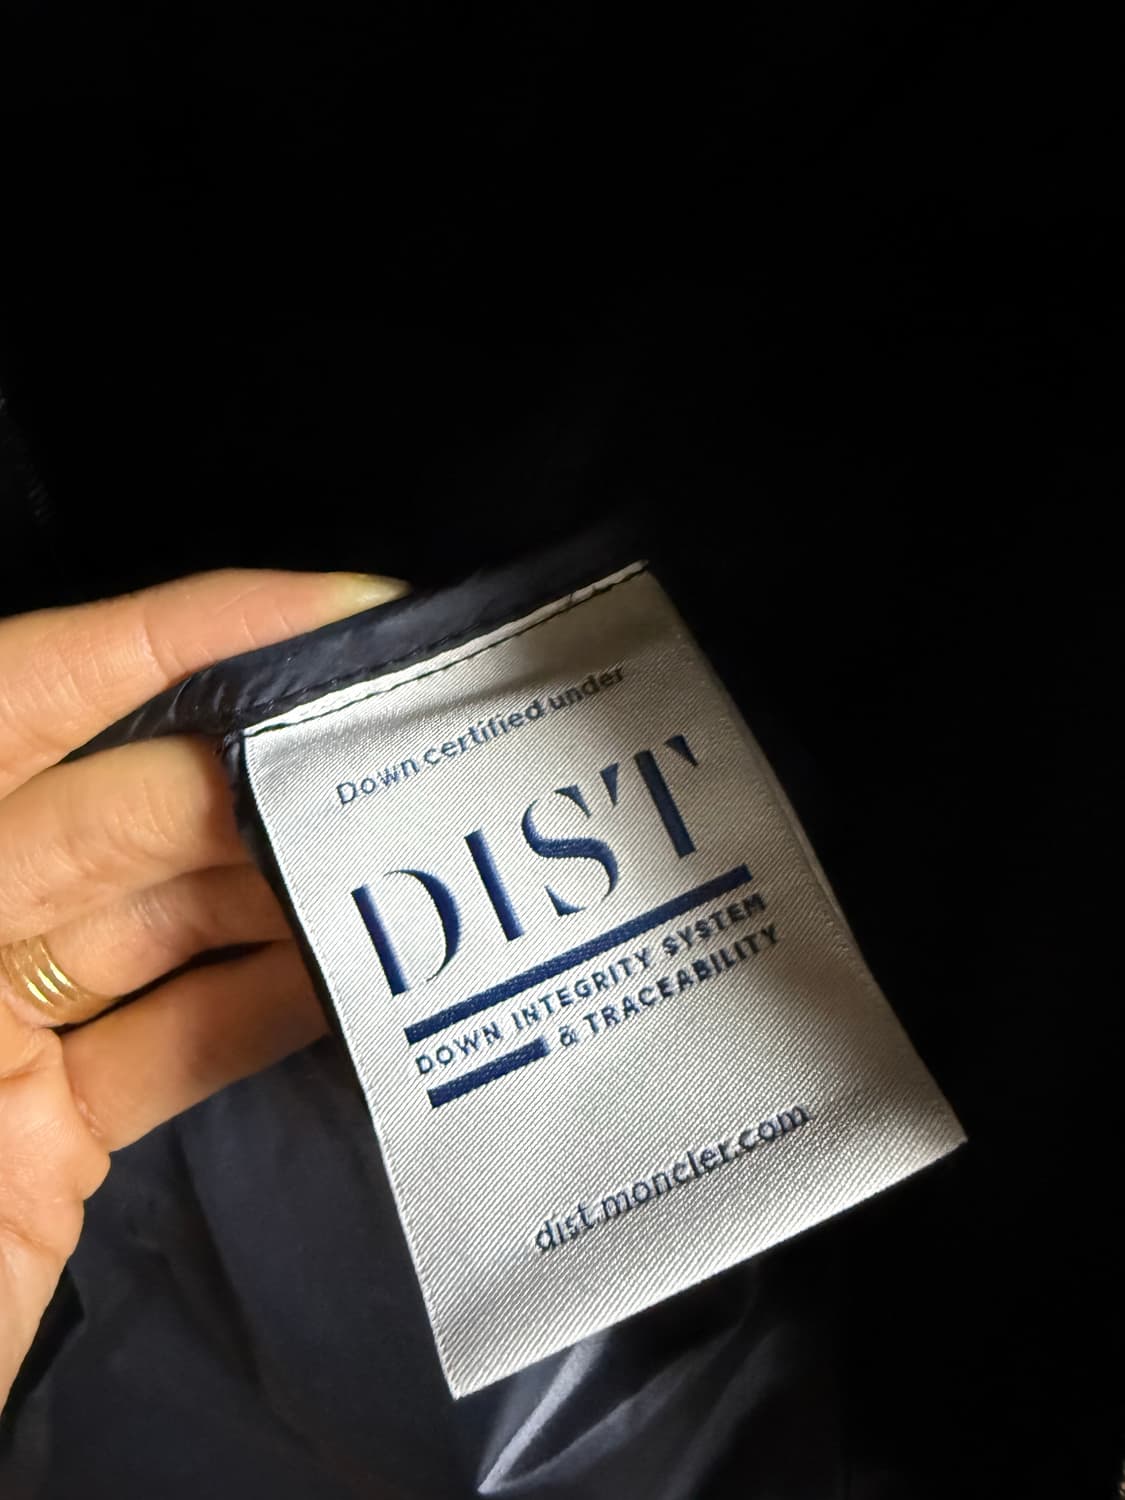 Down certified under
DIST
DOWN INTEGRITY SYSTEM
& TRACEABILITY
dist.moncler.com